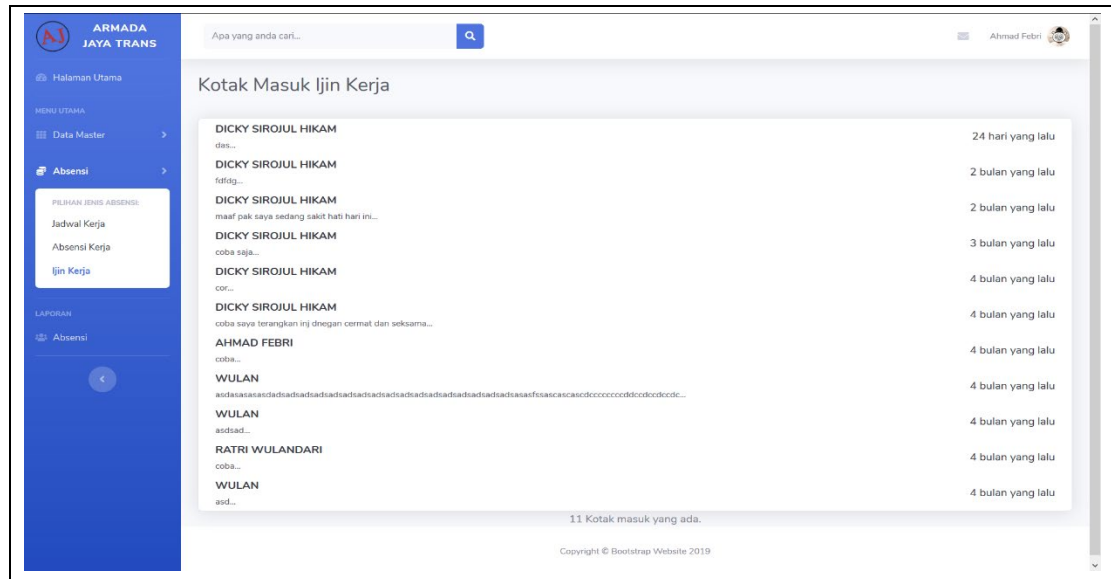 AJ
ARMADA
JAYA TRANS
Apa yang anda cari...
Ahmad Febri
Halaman Utama
MENU UTAMA
Data Master
Absensi
PILIHAN JENIS ABSENSI:
Jadwal Kerja
Absensi Kerja
Ijin Kerja
LAPORAN
Absensi
Kotak Masuk Ijin Kerja
DICKY SIROJUL HIKAM
das...
24 hari yang lalu
DICKY SIROJUL HIKAM
fdfdg...
2 bulan yang lalu
DICKY SIROJUL HIKAM
maaf pak saya sedang sakit hati hari ini...
2 bulan yang lalu
DICKY SIROJUL HIKAM
coba saja...
3 bulan yang lalu
DICKY SIROJUL HIKAM
cor...
4 bulan yang lalu
DICKY SIROJUL HIKAM
coba saya terangkan inj dnegan cermat dan seksama...
4 bulan yang lalu
AHMAD FEBRI
coba...
4 bulan yang lalu
WULAN
4 bulan yang lalu
WULAN
asdsad...
4 bulan yang lalu
RATRI WULANDARI
coba...
4 bulan yang lalu
WULAN
asd...
4 bulan yang lalu
11 Kotak masuk yang ada.
Copyright © Bootstrap Website 2019